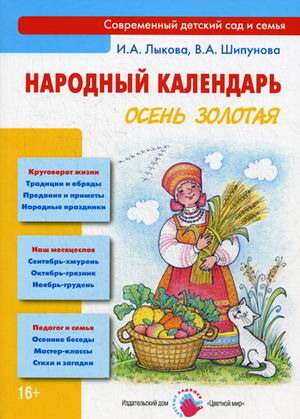 Современный детский сад и семья
И.А. Лыкова, В.А. Шипунова
НАРОДНЫЙ КАЛЕНДАРЬ
ОСЕНЬ ЗОЛОТАЯ
Круговорот жизни
Традиции и обряды
Предания и приметы
Народные праздники
Наш месяцеслов
Сентябрь-хмурень
Октябрь-грязник
Ноябрь-грудень
Педагог и семья
Осенние беседы
Мастер-классы
Стихи и загадки
16+
Издательский дом
«Цветной мир»